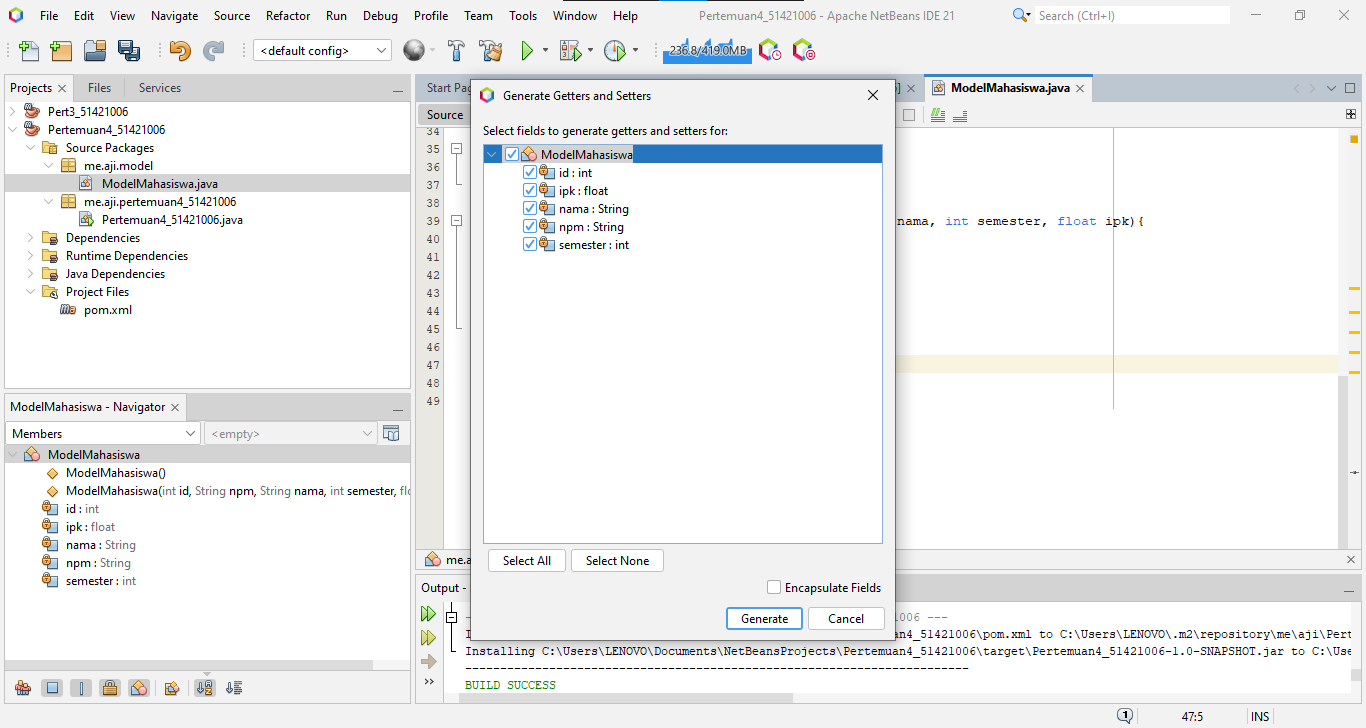 File Edit View Navigate Source Refactor Run Debug Profile Team Tools Window Help
Pertemuan4_51421006 - Apache NetBeans IDE 21
Search (Ctrl+I)
<default config>
236.8/419.0MB
Projects
Files
Services
Pert3_51421006
Pertemuan4_51421006
Source Packages
me.aji.model
ModelMahasiswa.java
me.aji.pertemuan4_51421006
Pertemuan4_51421006.java
Dependencies
Runtime Dependencies
Java Dependencies
Project Files
pom.xml
ModelMahasiswa - Navigator
Members
<empty>
ModelMahasiswa
ModelMahasiswa()
ModelMahasiswa(int id, String npm, String nama, int semester, flo
id : int
ipk : float
nama : String
npm : String
semester : int
Start Pag
ModelMahasiswa.java
Source
34
35
36
37
38
39
nama, int semester, float ipk){
40
41
42
43
44
45
46
47
48
49
Generate Getters and Setters
Select fields to generate getters and setters for:
ModelMahasiswa
id : int
ipk : float
nama : String
npm : String
semester : int
Select All
Select None
Encapsulate Fields
Generate
Cancel
me.a
Output -
1006 ---
an4_51421006\pom.xml to C:\Users\LENOVO\.m2\repository\me\aji\Pert
Installing C:\Users\LENOVO\Documents\NetBeansProjects\Pertemuan4_51421006\target\Pertemuan4_51421006-1.0-SNAPSHOT.jar to C:\Use
------------------------------------------------------------------------
BUILD SUCCESS
1
47:5
INS